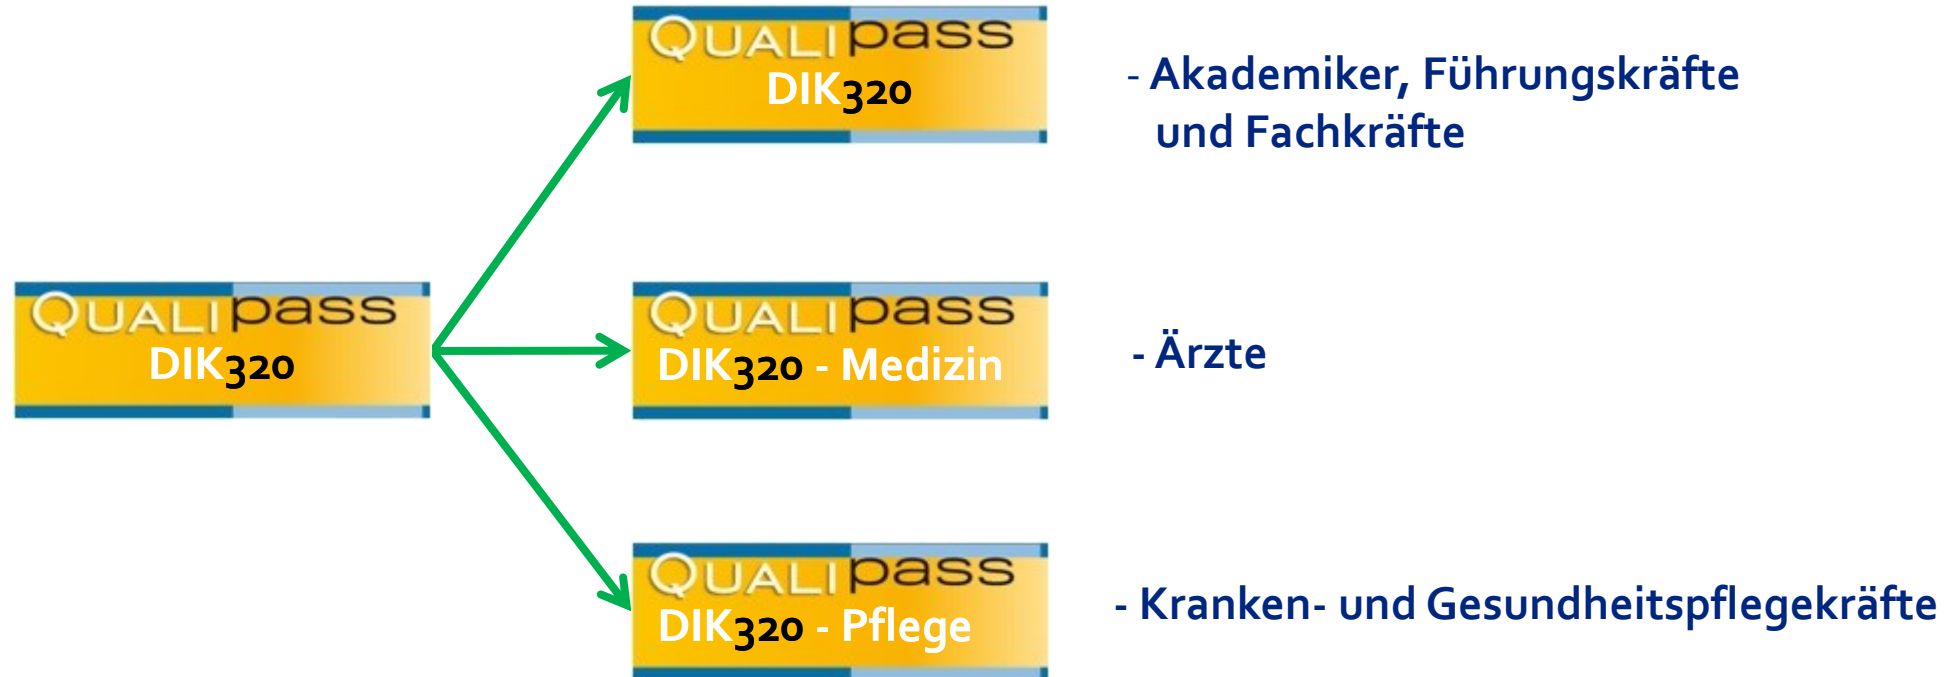 QUALIpass
DIK320
- Akademiker, Führungskräfte
und Fachkräfte
QUALIpass
DIK320
QUALIpass
DIK320 - Medizin
- Ärzte
QUALIpass
DIK320 - Pflege
- Kranken- und Gesundheitspflegekräfte